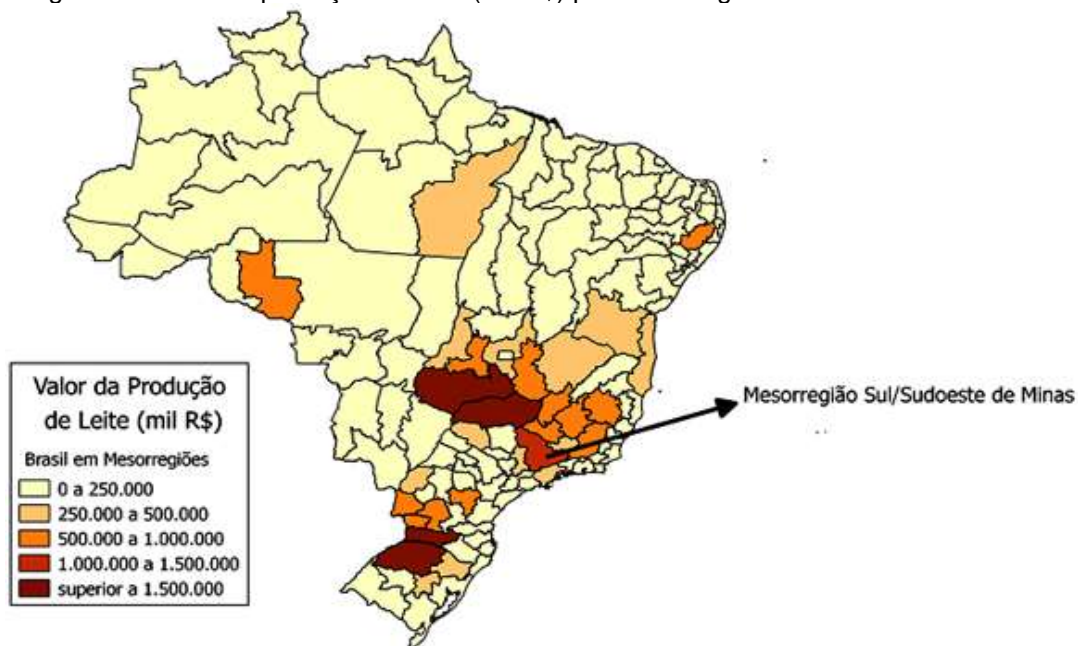 Valor da Produção
de Leite (mil R$)
Brasil em Mesorregiões
0 a 250.000
250.000 a 500.000
500.000 a 1.000.000
1.000.000 a 1.500.000
superior a 1.500.000
Mesorregião Sul/Sudoeste de Minas